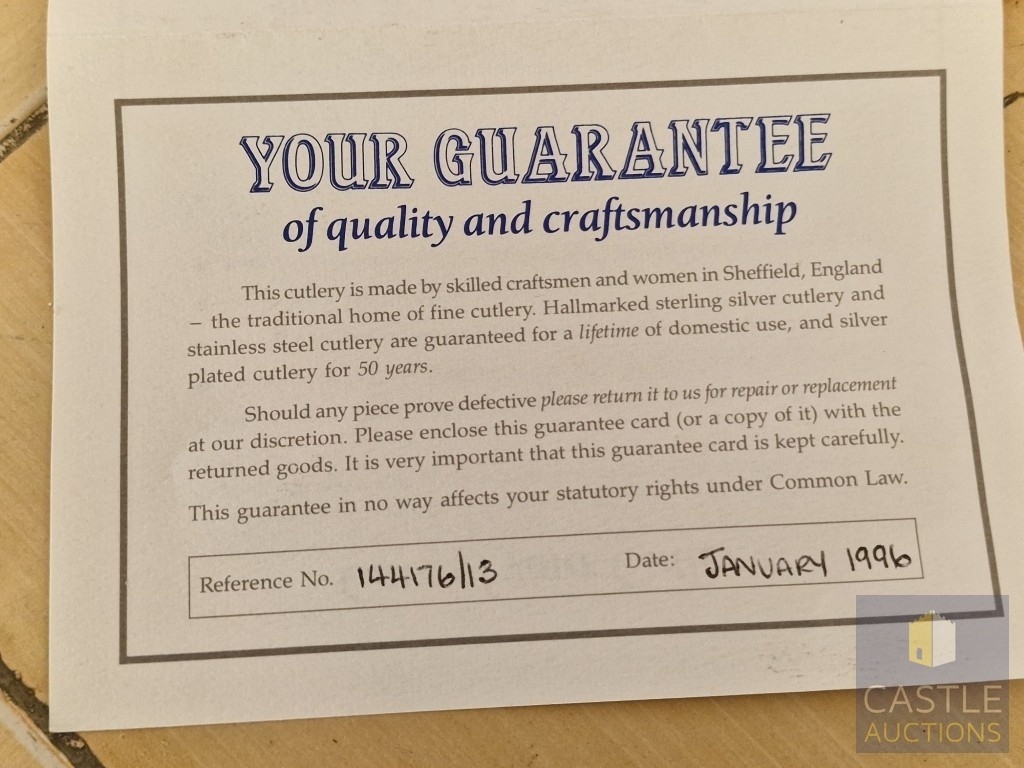 YOUR GUARANTEE
of quality and craftsmanship
This cutlery is made by skilled craftsmen and women in Sheffield, England
– the traditional home of fine cutlery. Hallmarked sterling silver cutlery and
stainless steel cutlery are guaranteed for a lifetime of domestic use, and silver
plated cutlery for 50 years.
Should any piece prove defective please return it to us for repair or replacement
at our discretion. Please enclose this guarantee card (or a copy of it) with the
returned goods. It is very important that this guarantee card is kept carefully.
This guarantee in no way affects your statutory rights under Common Law.
Reference No. 144176/13 Date: JANUARY 1996
CASTLE
AUCTIONS